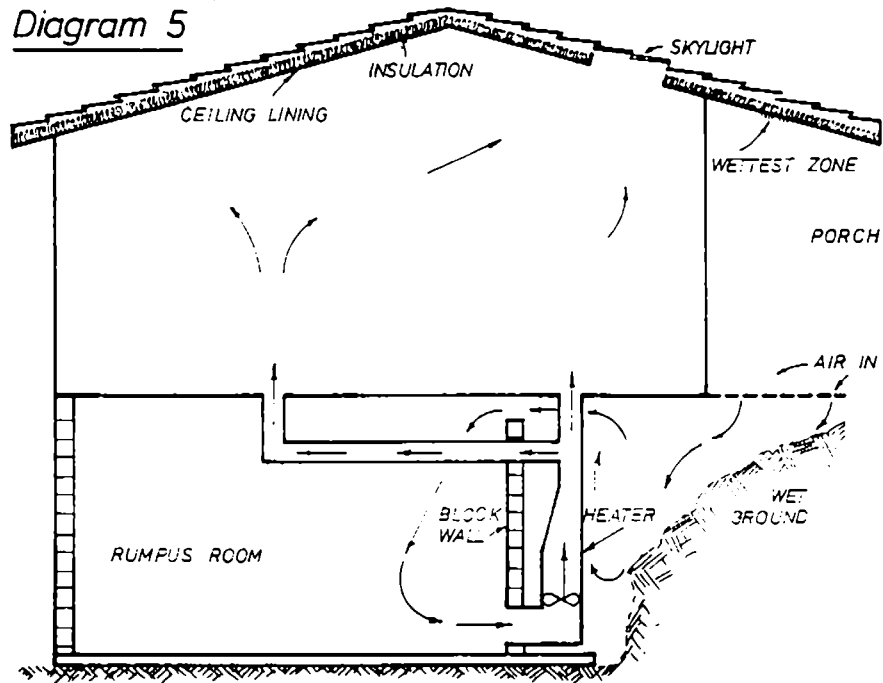 Diagram 5
SKYLIGHT
INSULATION
CEILING LINING
WETTEST ZONE
PORCH
AIR IN
WET
GROUND
BLOCK
WALL
HEATER
RUMPUS ROOM